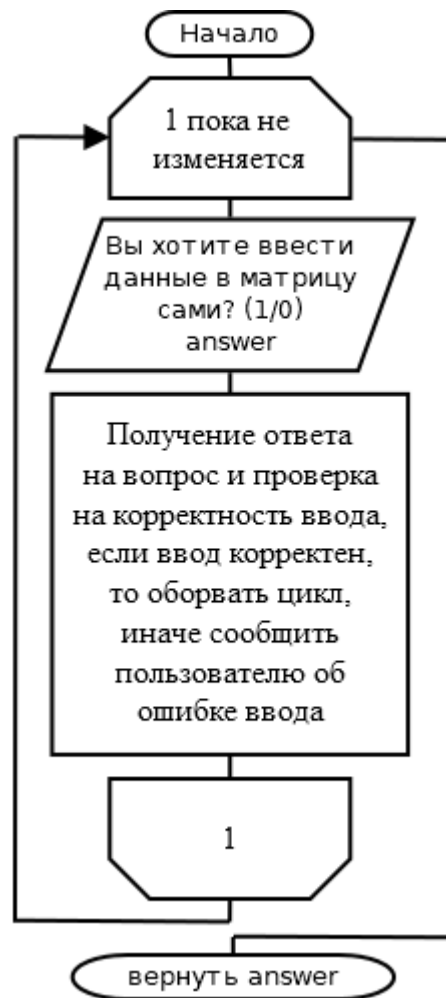 Начало
1 пока не
изменяется
Вы хотите ввести
данные в матрицу
сами? (1/0)
answer
Получение ответа
на вопрос и проверка
на корректность ввода,
если ввод корректен,
то оборвать цикл,
иначе сообщить
пользователю об
ошибке ввода
1
вернуть answer